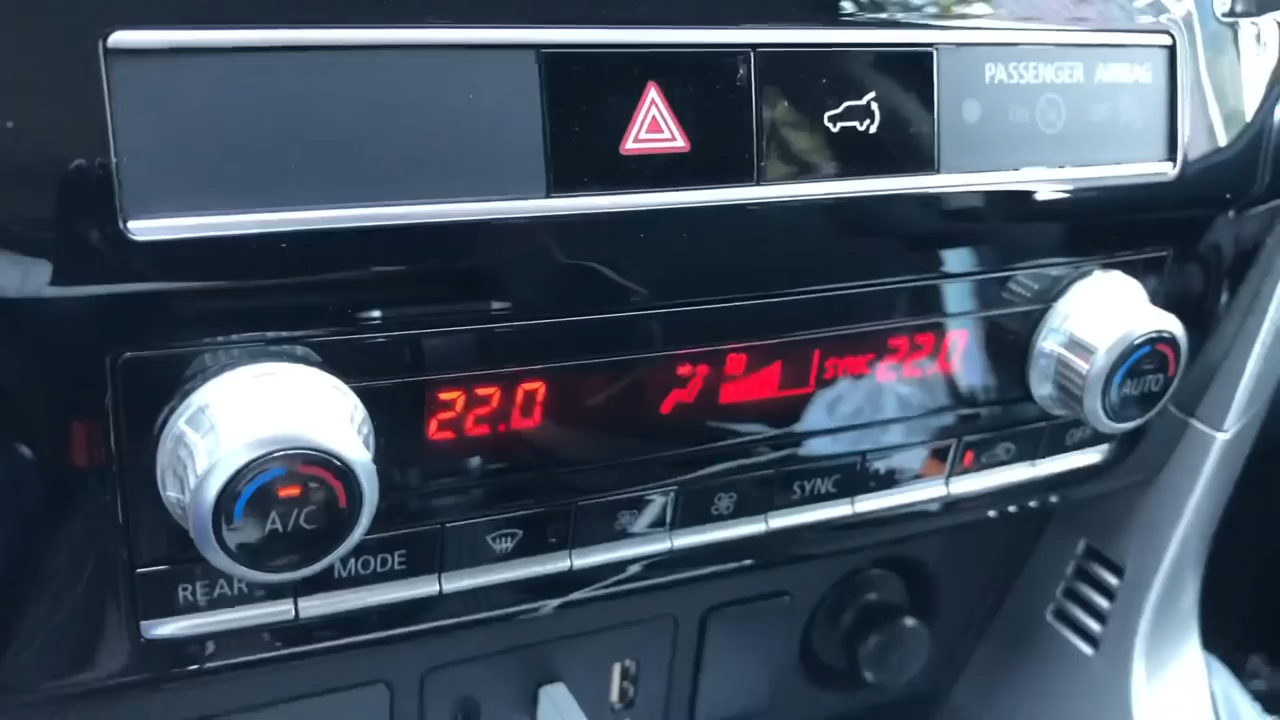 PASSENGER AIRBAG
22.0
SYNC 22.0
A/C
AUTO
REAR
MODE
SYNC
OFF